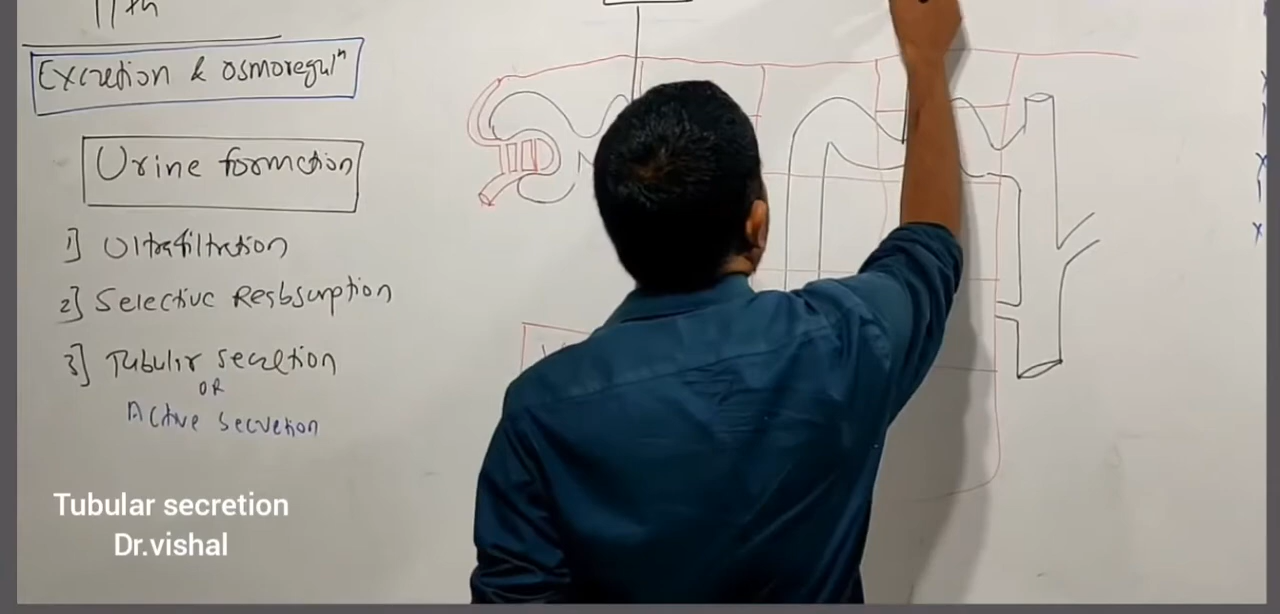 11th
Excretion & osmoregulⁿ
Urine formation
1] Ultrafiltration
2] Selective Reabsorption
3] Tubular secretion
OR
Active secretion
Tubular secretion
Dr.vishal